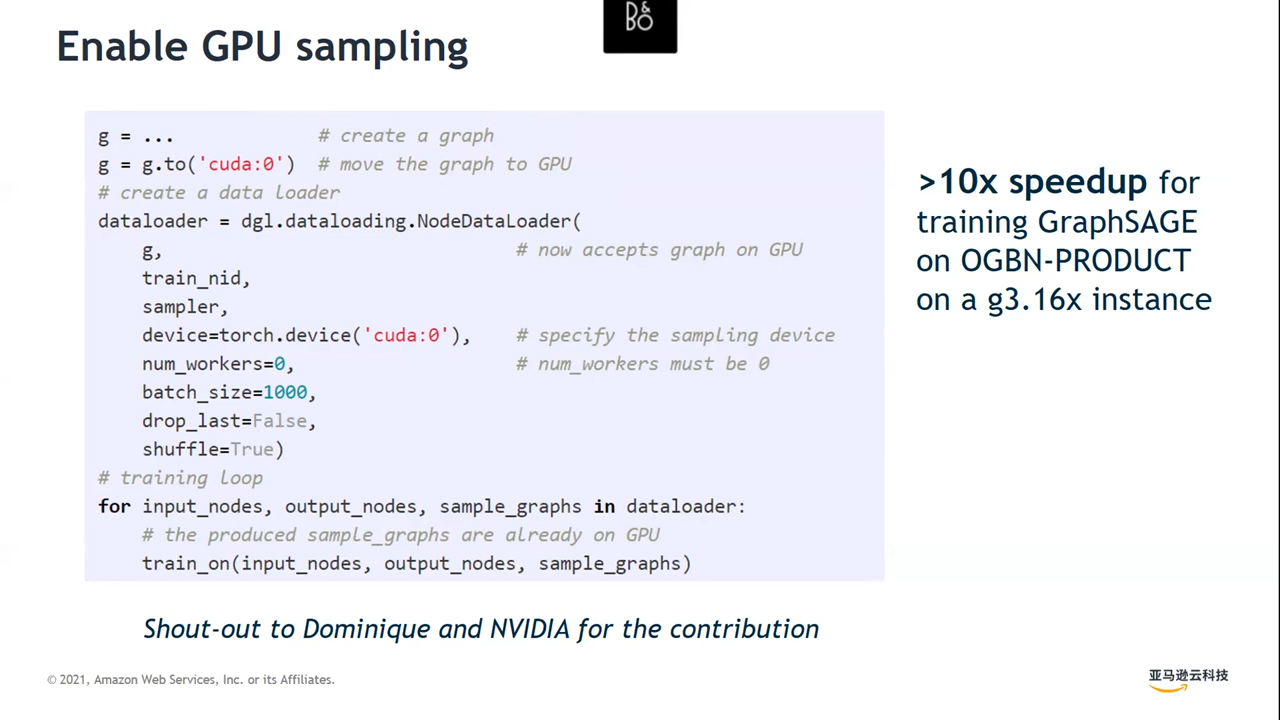 D&
BO
Enable GPU sampling
g = ... # create a graph
g = g.to('cuda:0') # move the graph to GPU
# create a data loader
dataloader = dgl.dataloading.NodeDataLoader(
g, # now accepts graph on GPU
train_nid,
sampler,
device=torch.device('cuda:0'), # specify the sampling device
num_workers=0, # num_workers must be 0
batch_size=1000,
drop_last=False,
shuffle=True)
# training loop
for input_nodes, output_nodes, sample_graphs in dataloader:
# the produced sample_graphs are already on GPU
train_on(input_nodes, output_nodes, sample_graphs)
>10x speedup for
training GraphSAGE
on OGBN-PRODUCT
on a g3.16x instance
Shout-out to Dominique and NVIDIA for the contribution
© 2021, Amazon Web Services, Inc. or its Affiliates.
亚马逊云科技